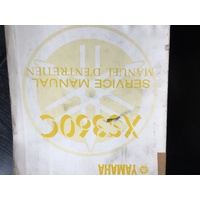 SERVICE MANUAL
MANUEL D'ENTRETIEN
XS360C
YAMAHA